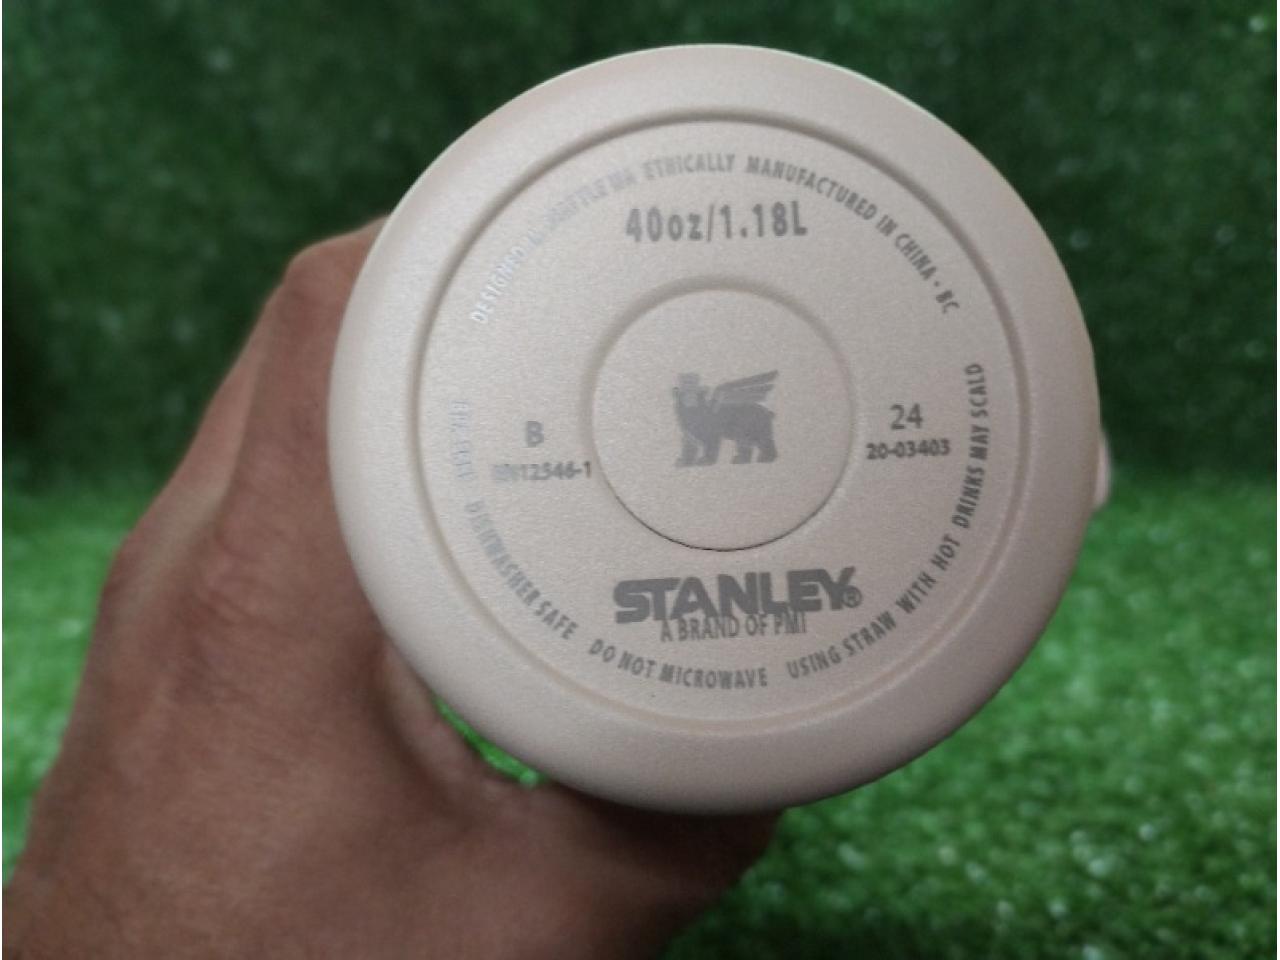 ETHICALLY MANUFACTURED IN CHINA · BC
40oz/1.18L
B
24
20-03403
STANLEY®
A BRAND OF PMI
DISHWASHER SAFE DO NOT MICROWAVE USING STRAW WITH HOT DRINKS MAY SCALD